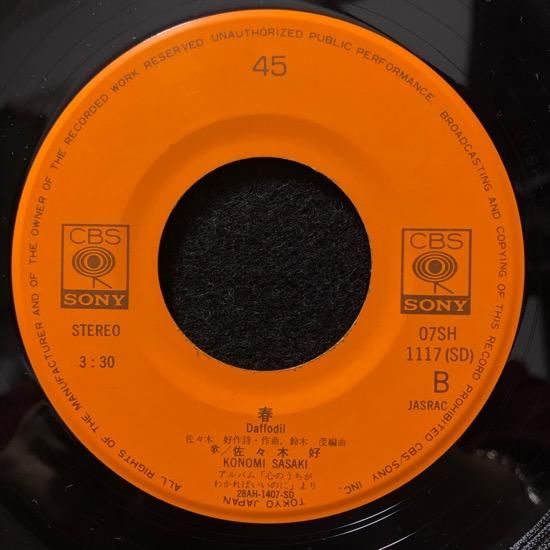 ALL RIGHTS OF THE MANUFACTURER AND OF THE OWNER OF THE RECORDED WORK RESERVED UNAUTHORIZED PUBLIC PERFORMANCE, BROADCASTING AND COPYING OF THIS RECORD PROHIBITED CBS/SONY INC.
45
CBS
SONY
STEREO
3:30
CBS
SONY
07SH
1117(SD)
B
JASRAC
春
Daffodil
佐々木 好作詩・作曲, 鈴木 茂編曲
歌/佐々木 好
KONOMI SASAKI
アルバム「心のうちが
わかればいいのに」より
28AH-1407-SD
TOKYO JAPAN